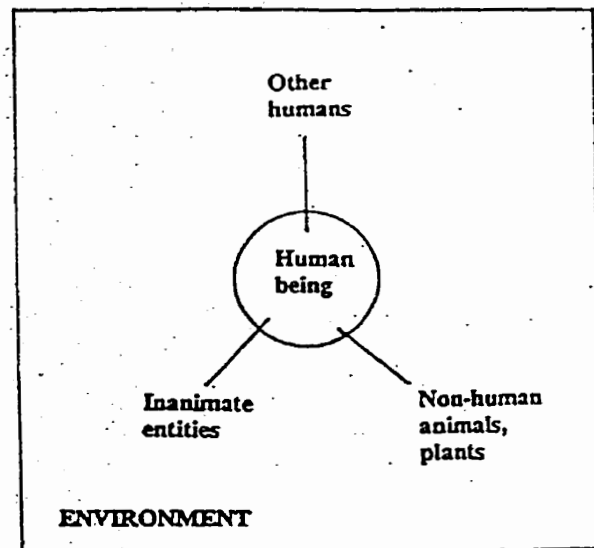 Other
humans
Human
being
Inanimate
entities
Non-human
animals,
plants
ENVIRONMENT